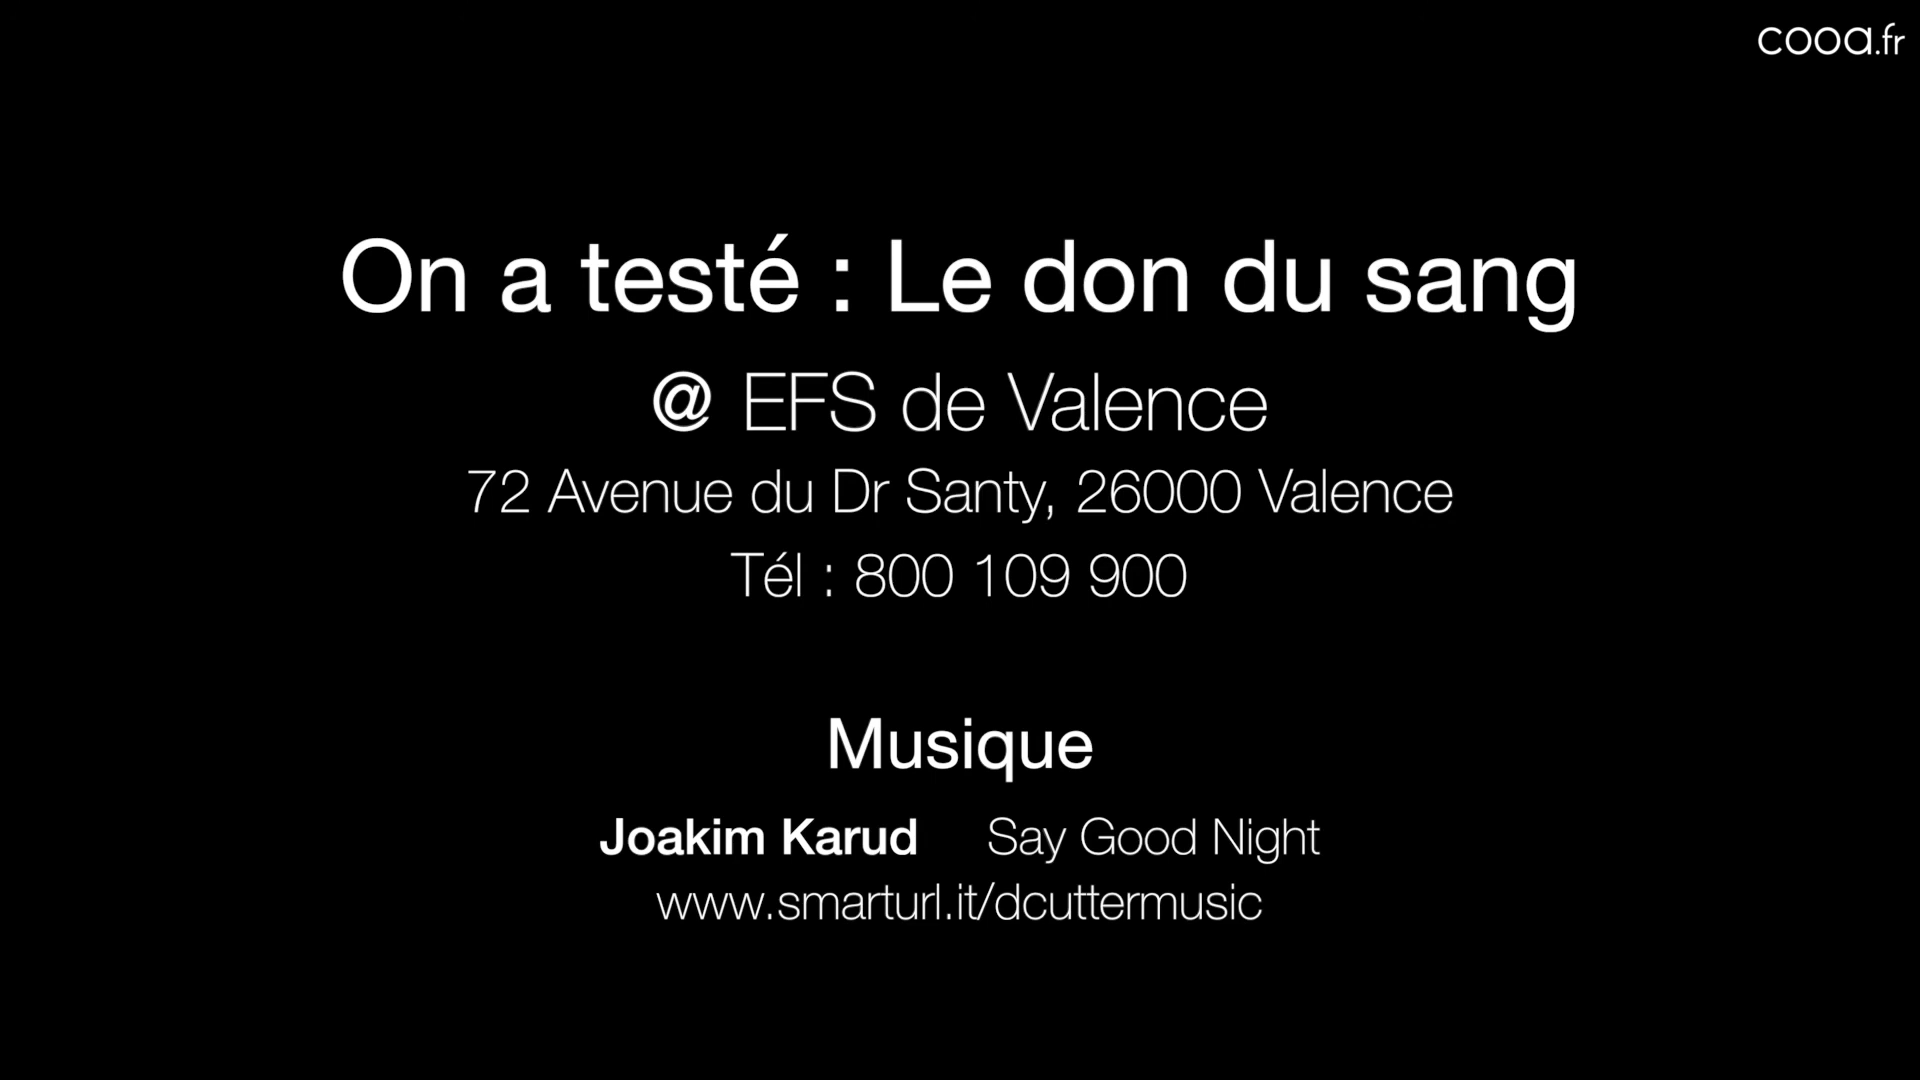 cooa.fr
On a testé : Le don du sang
@ EFS de Valence
72 Avenue du Dr Santy, 26000 Valence
Tél : 800 109 900
Musique
Joakim Karud Say Good Night
www.smarturl.it/dcuttermusic